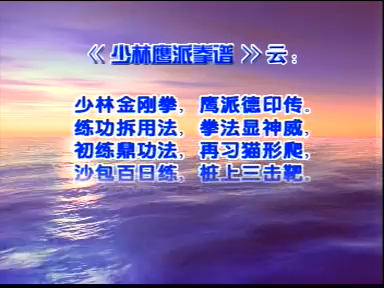 《少林鹰派拳谱》云：
少林金刚拳，鹰派德印传。
练功拆用法，拳法显神威，
初练鼎功法，再习猫形爬，
沙包百日练，桩上三击靶。